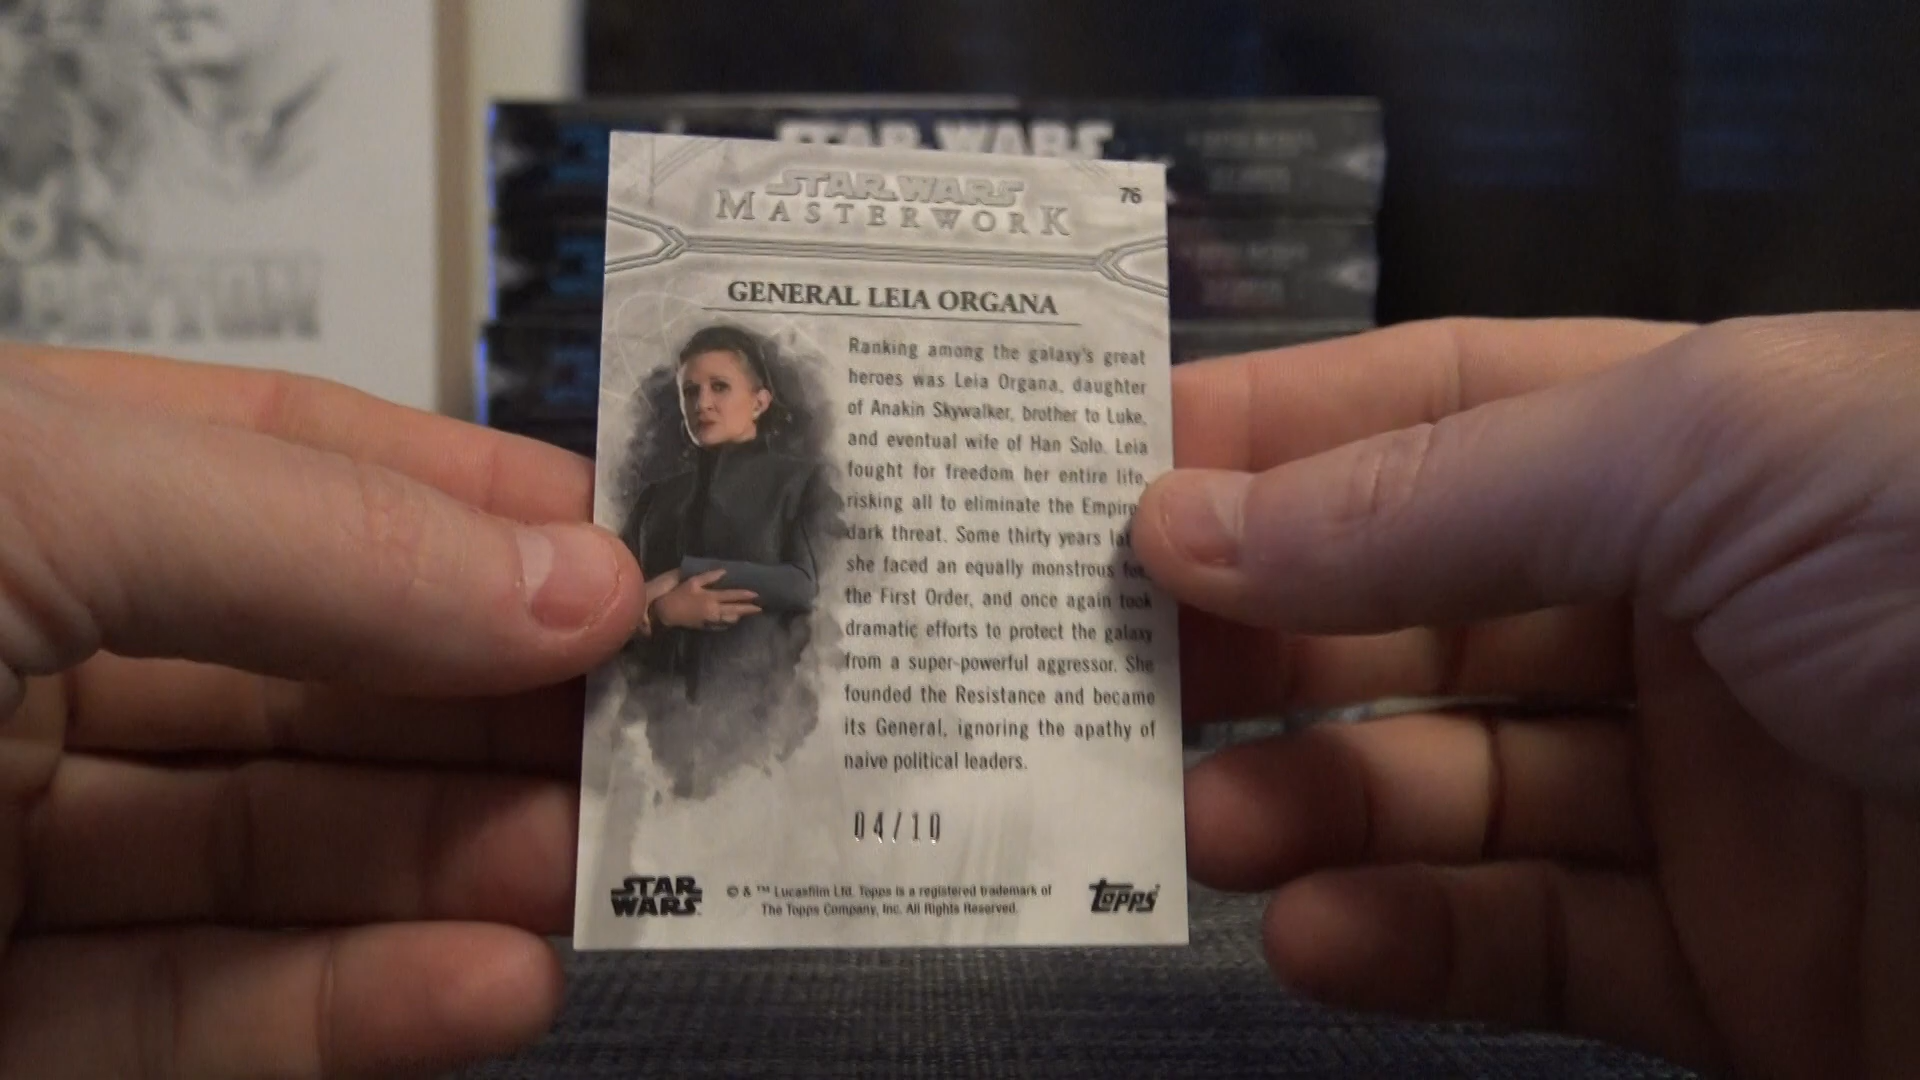 STAR WARS
STAR WARS
MASTERWORK
76
GENERAL LEIA ORGANA
Ranking among the galaxy's great
heroes was Leia Organa, daughter
of Anakin Skywalker, brother to Luke,
and eventual wife of Han Solo. Leia
fought for freedom her entire life,
risking all to eliminate the
dark threat. Some thirty years
she faced an equally monstrous
the First Order, and once again took
dramatic efforts to protect the galaxy
from a super-powerful aggressor. She
founded the Resistance and became
its General, ignoring the apathy of
naive political leaders.
04/10
STAR
WARS
© & ™ Lucasfilm Ltd. Topps is a registered trademark of
The Topps Company, Inc. All Rights Reserved.
Topps